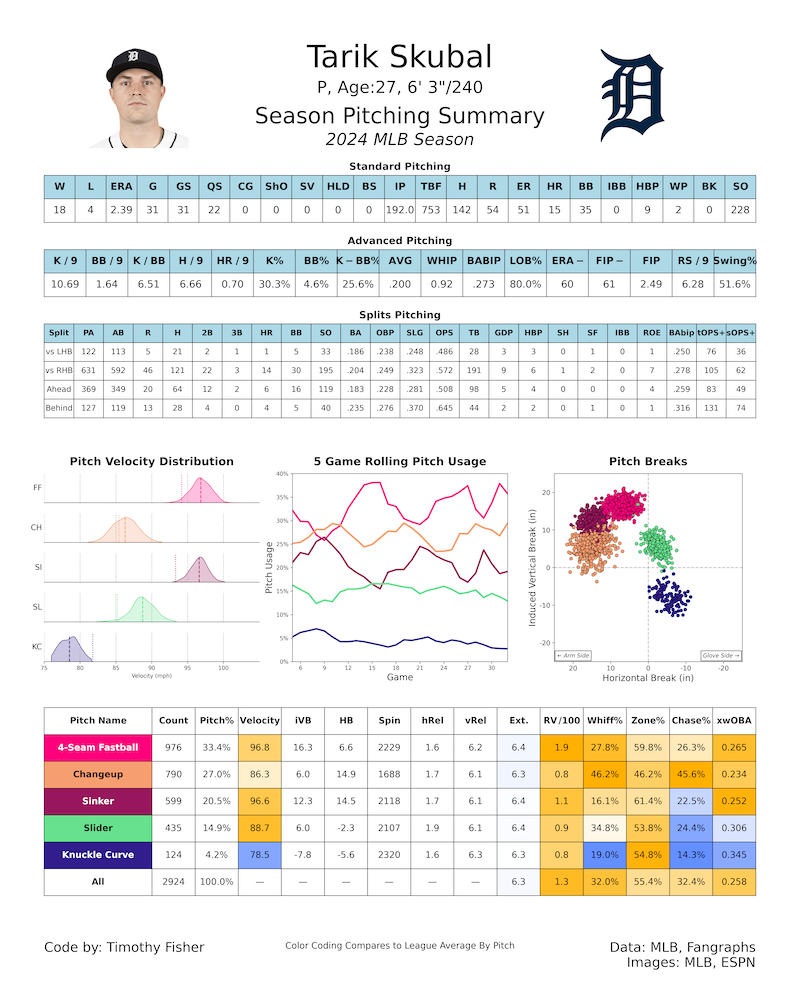 Tarik Skubal
P, Age:27, 6' 3"/240
Season Pitching Summary
2024 MLB Season
Standard Pitching
W L ERA G GS QS CG ShO SV HLD BS IP TBF H R ER HR BB IBB HBP WP BK SO
18 4 2.39 31 31 22 0 0 0 0 0 192.0 753 142 54 51 15 35 0 9 2 0 228
Advanced Pitching
K / 9 BB / 9 K / BB H / 9 HR / 9 K% BB% K − BB% AVG WHIP BABIP LOB% ERA − FIP − FIP RS / 9 Swing%
10.69 1.64 6.51 6.66 0.70 30.3% 4.6% 25.6% .200 0.92 .273 80.0% 60 61 2.49 6.28 51.6%
Splits Pitching
Split PA AB R H 2B 3B HR BB SO BA OBP SLG OPS TB GDP HBP SH SF IBB ROE BAbip tOPS+ sOPS+
vs LHB 122 113 5 21 2 1 1 5 33 .186 .238 .248 .486 28 3 3 0 1 0 1 .250 76 36
vs RHB 631 592 46 121 22 3 14 30 195 .204 .249 .323 .572 191 9 6 1 2 0 7 .278 105 62
Ahead 369 349 20 64 12 2 6 16 119 .183 .228 .281 .508 98 5 4 0 0 0 4 .259 83 49
Behind 127 119 13 28 4 0 4 5 40 .235 .276 .370 .645 44 2 2 0 1 0 1 .316 131 74
Pitch Velocity Distribution
FF
CH
SI
SL
KC
75 80 85 90 95 100
Velocity (mph)
5 Game Rolling Pitch Usage
Pitch Usage
40%
35%
30%
25%
20%
15%
10%
5%
0%
6 9 12 15 18 21 24 27 30
Game
Pitch Breaks
Induced Vertical Break (in)
20
10
0
-10
-20
← Arm Side
Glove Side →
20 10 0 -10 -20
Horizontal Break (in)
Pitch Name Count Pitch% Velocity iVB HB Spin hRel vRel Ext. RV/100 Whiff% Zone% Chase% xwOBA
4-Seam Fastball 976 33.4% 96.8 16.3 6.6 2229 1.6 6.2 6.4 1.9 27.8% 59.8% 26.3% 0.265
Changeup 790 27.0% 86.3 6.0 14.9 1688 1.7 6.1 6.3 0.8 46.2% 46.2% 45.6% 0.234
Sinker 599 20.5% 96.6 12.3 14.5 2118 1.7 6.1 6.4 1.1 16.1% 61.4% 22.5% 0.252
Slider 435 14.9% 88.7 6.0 -2.3 2107 1.9 6.1 6.4 0.9 34.8% 53.8% 24.4% 0.306
Knuckle Curve 124 4.2% 78.5 -7.8 -5.6 2320 1.6 6.3 6.3 0.8 19.0% 54.8% 14.3% 0.345
All 2924 100.0% — — — — — — 6.3 1.3 32.0% 55.4% 32.4% 0.258
Code by: Timothy Fisher
Color Coding Compares to League Average By Pitch
Data: MLB, Fangraphs
Images: MLB, ESPN